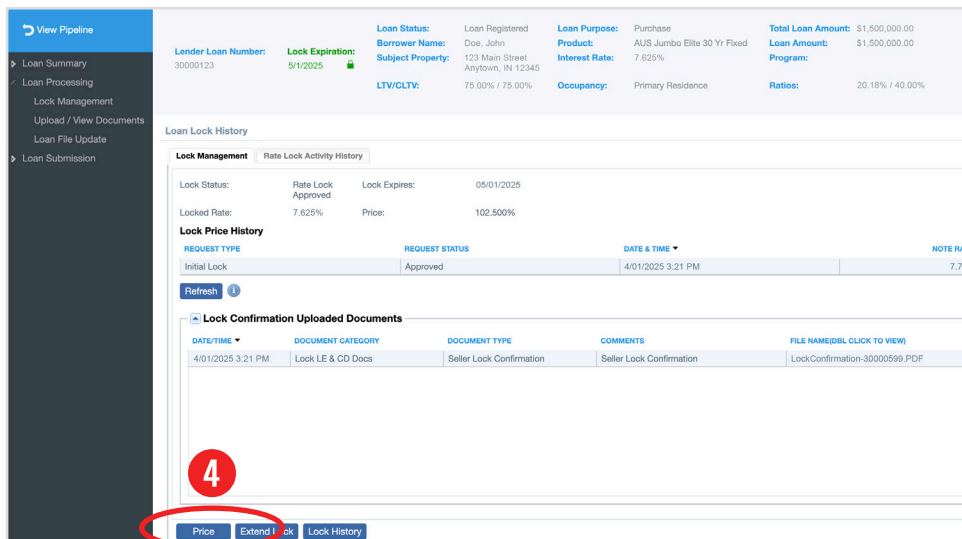 View Pipeline
Loan Summary
Loan Processing
Lock Management
Upload / View Documents
Loan File Update
Loan Submission
Lender Loan Number:
30000123
Lock Expiration:
5/1/2025
Loan Status: Loan Registered
Borrower Name: Doe, John
Subject Property: 123 Main Street
Anytown, IN 12345
LTV/CLTV: 75.00% / 75.00%
Loan Purpose: Purchase
Product: AUS Jumbo Elite 30 Yr Fixed
Interest Rate: 7.625%
Occupancy: Primary Residence
Total Loan Amount: $1,500,000.00
Loan Amount: $1,500,000.00
Program:
Ratios: 20.18% / 40.00%
Loan Lock History
Lock Management Rate Lock Activity History
Lock Status: Rate Lock Lock Expires: 05/01/2025
Approved
Locked Rate: 7.625% Price: 102.500%
Lock Price History
REQUEST TYPE REQUEST STATUS DATE & TIME NOTE RA
Initial Lock Approved 4/01/2025 3:21 PM 7.7
Refresh
Lock Confirmation Uploaded Documents
DATE/TIME DOCUMENT CATEGORY DOCUMENT TYPE COMMENTS FILE NAME(DBL CLICK TO VIEW)
4/01/2025 3:21 PM Lock LE & CD Docs Seller Lock Confirmation Seller Lock Confirmation LockConfirmation-30000599.PDF
4
Price Extend Lock Lock History